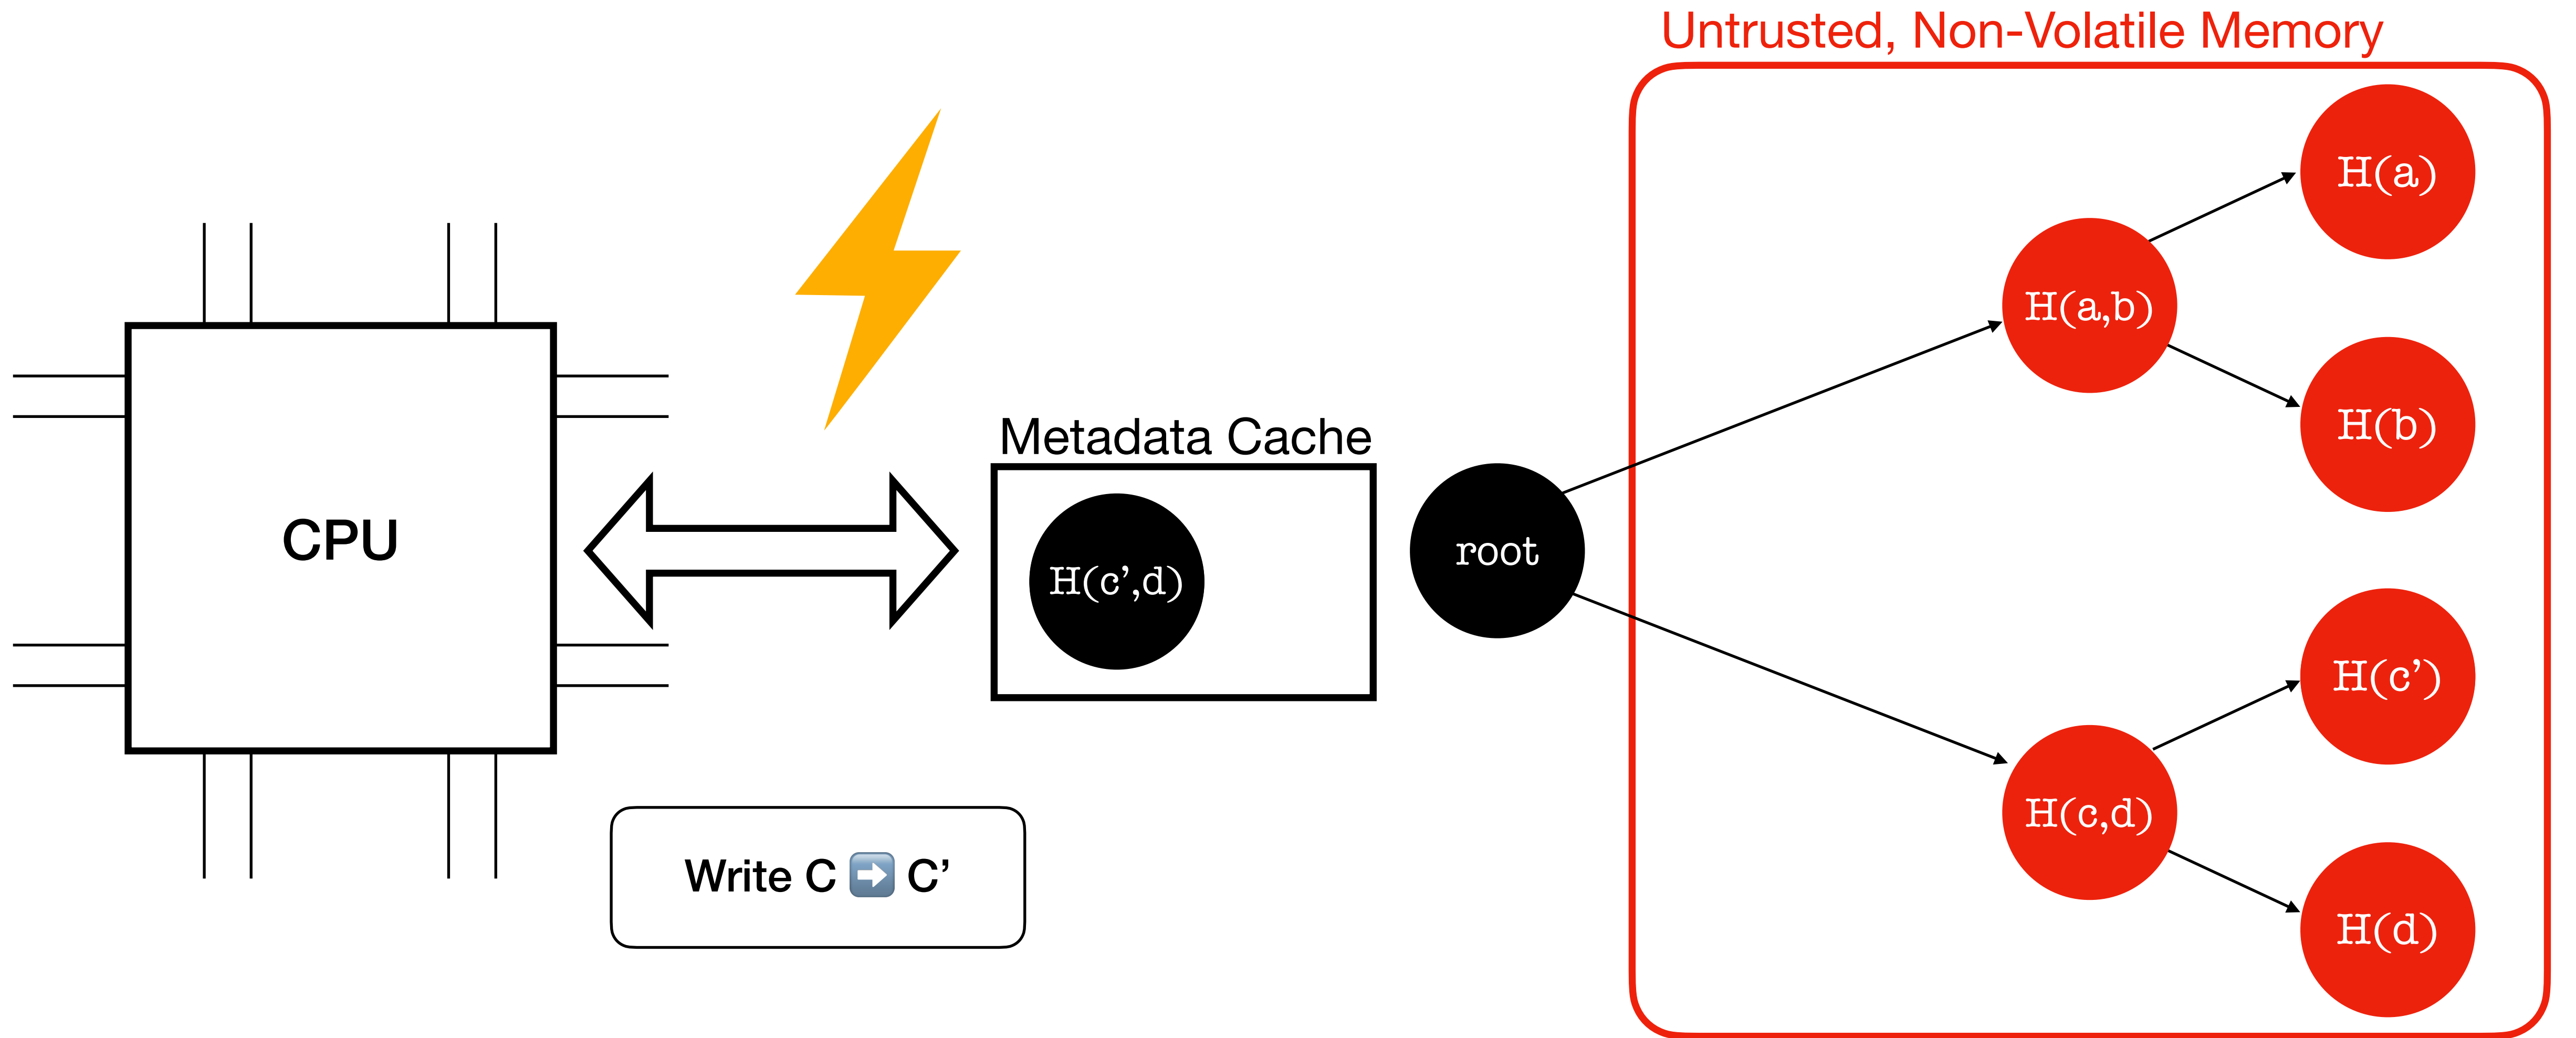 Untrusted, Non-Volatile Memory
H(a)
H(a,b)
H(b)
Metadata Cache
CPU
H(c’,d)
root
H(c’)
H(c,d)
H(d)
Write C ➡️ C’